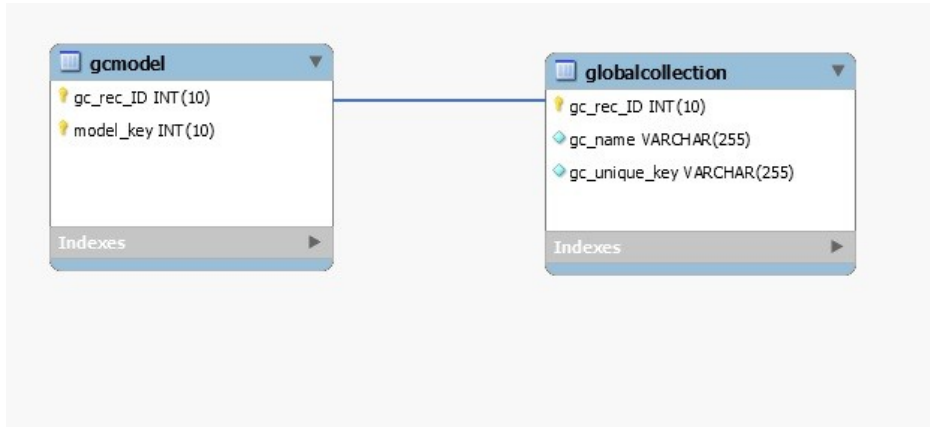 gcmodel
gc_rec_ID INT(10)
model_key INT(10)
Indexes
globalcollection
gc_rec_ID INT(10)
gc_name VARCHAR(255)
gc_unique_key VARCHAR(255)
Indexes